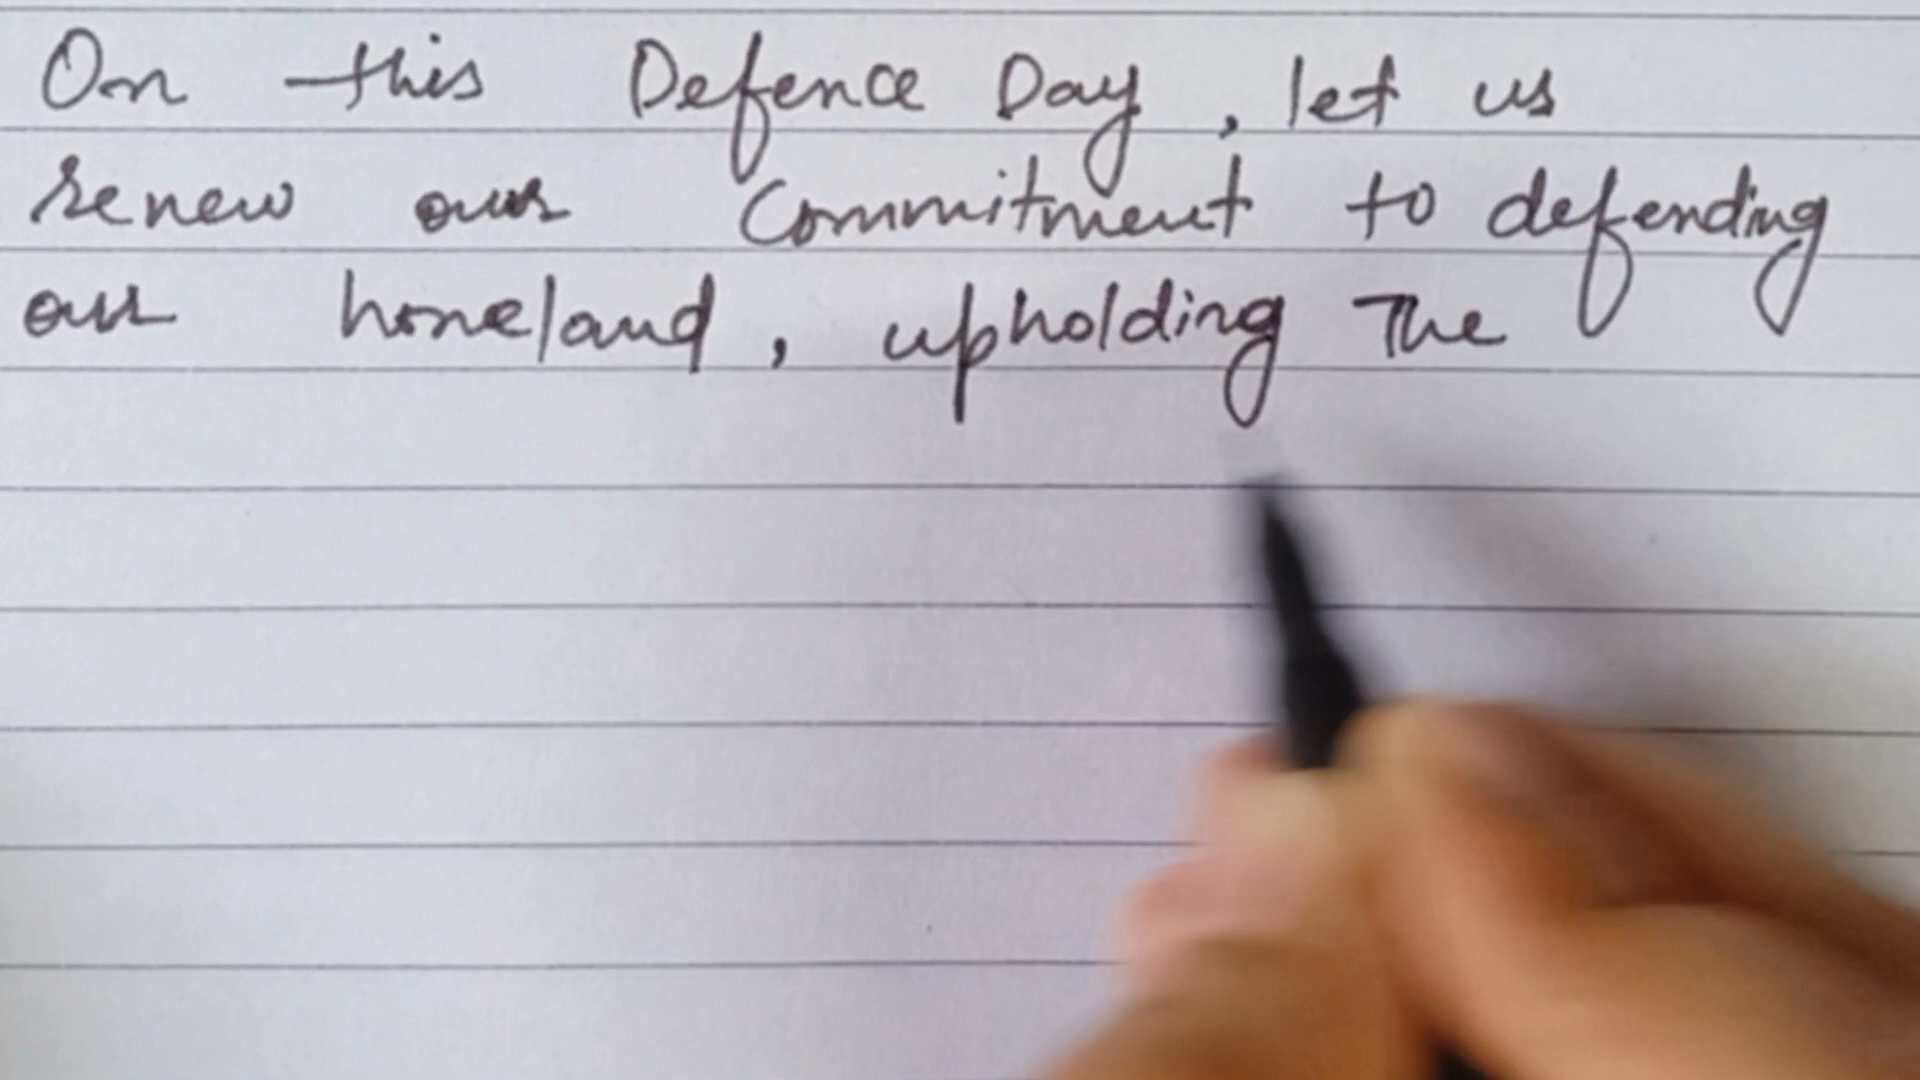 On this Defence Day, let us
renew our Commitment to defending
our homeland, upholding The